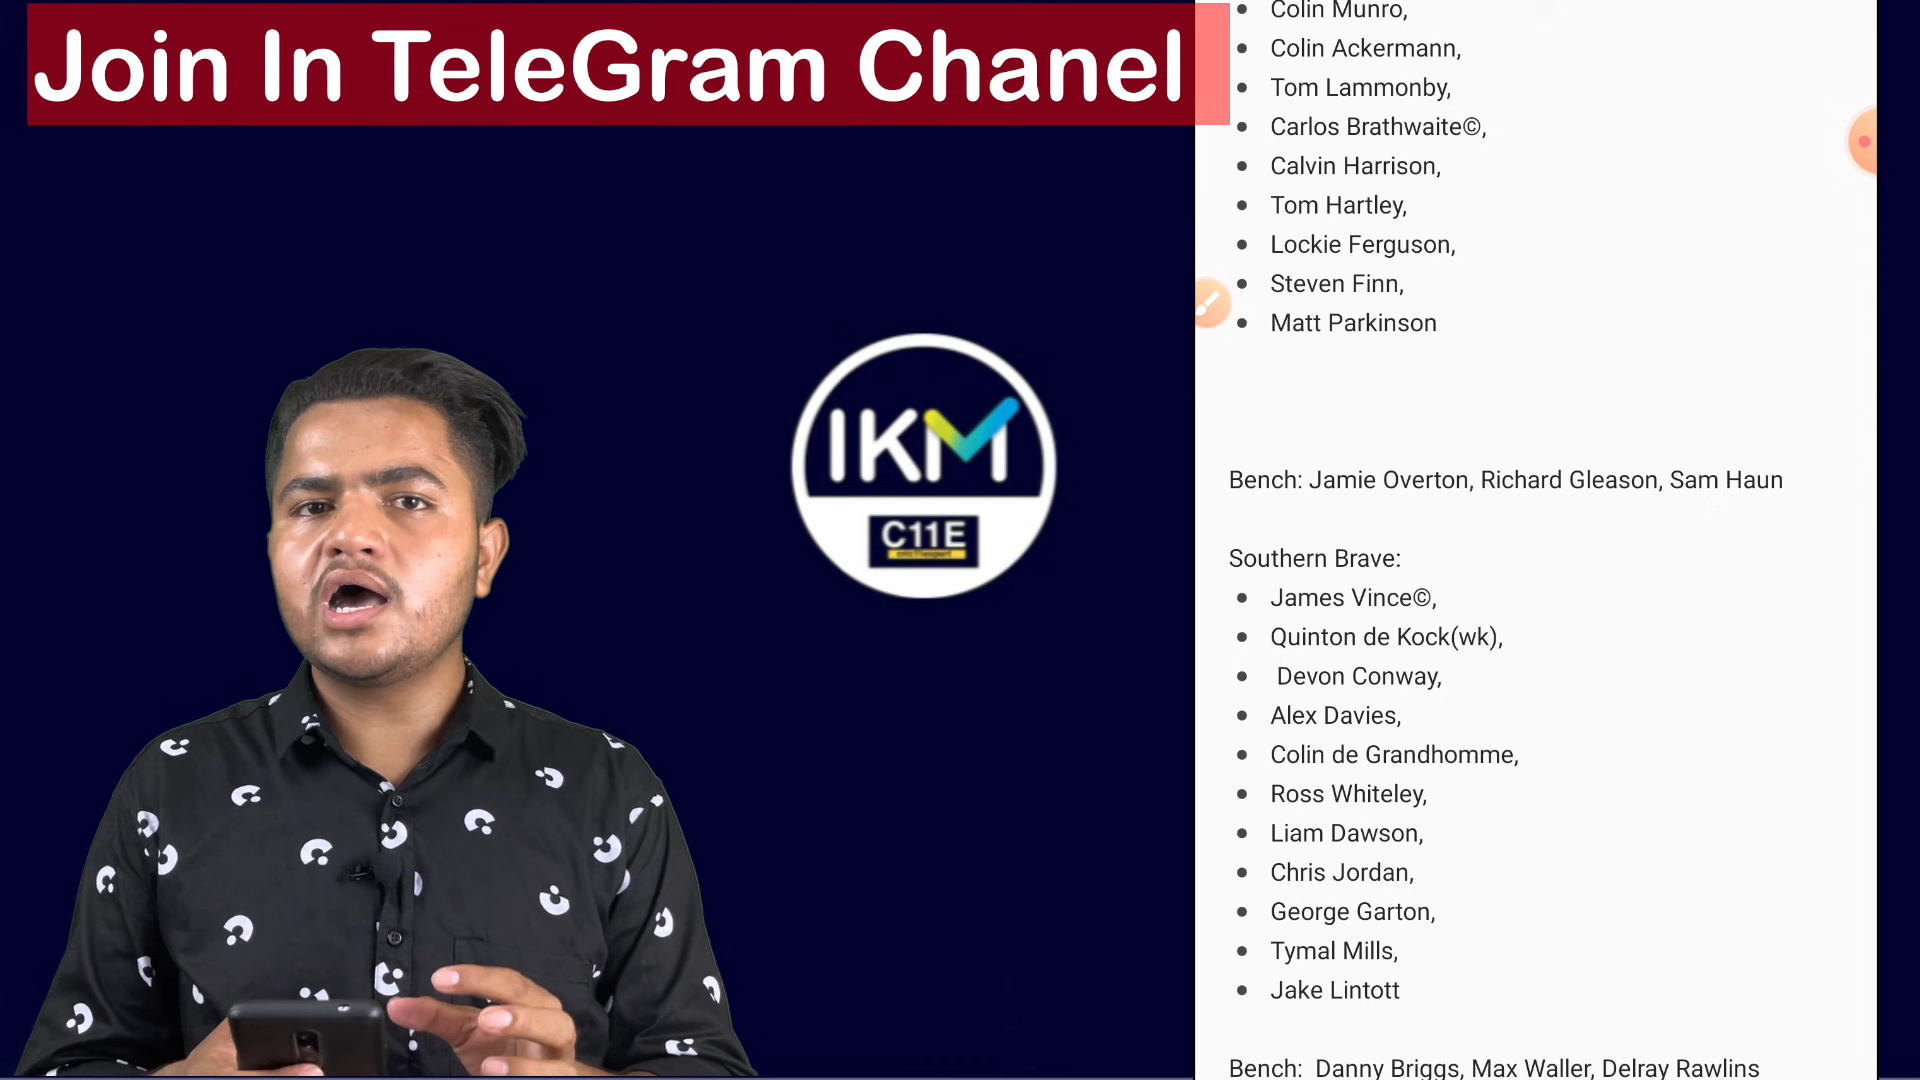 Join In TeleGram Chanel
Colin Munro,
Colin Ackermann,
Tom Lammonby,
Carlos Brathwaite©,
Calvin Harrison,
Tom Hartley,
Lockie Ferguson,
Steven Finn,
Matt Parkinson
IKM
C11E
Bench: Jamie Overton, Richard Gleason, Sam Haun
Southern Brave:
James Vince©,
Quinton de Kock(wk),
Devon Conway,
Alex Davies,
Colin de Grandhomme,
Ross Whiteley,
Liam Dawson,
Chris Jordan,
George Garton,
Tymal Mills,
Jake Lintott
Bench: Danny Briggs, Max Waller, Delray Rawlins